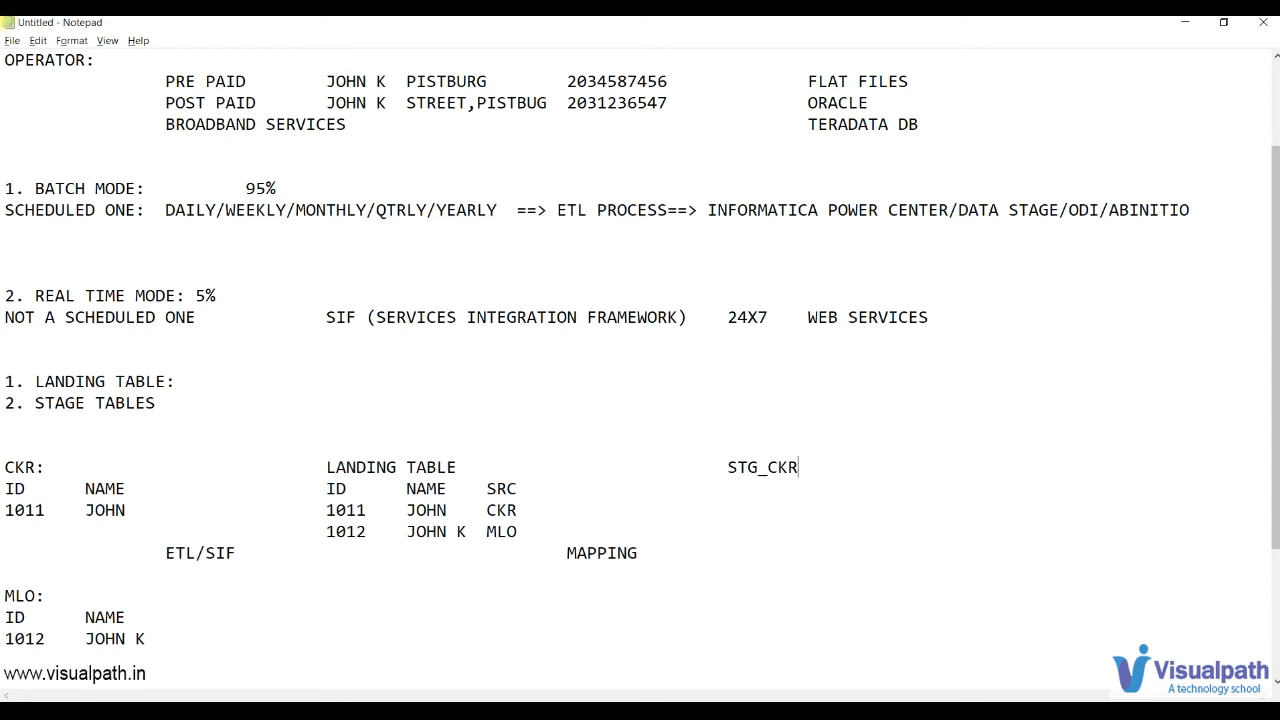 Untitled - Notepad
File Edit Format View Help
OPERATOR:
PRE PAID JOHN K PISTBURG 2034587456 FLAT FILES
POST PAID JOHN K STREET,PISTBUG 2031236547 ORACLE
BROADBAND SERVICES TERADATA DB
1. BATCH MODE: 95%
SCHEDULED ONE: DAILY/WEEKLY/MONTHLY/QTRLY/YEARLY ==> ETL PROCESS==> INFORMATICA POWER CENTER/DATA STAGE/ODI/ABINITIO
2. REAL TIME MODE: 5%
NOT A SCHEDULED ONE SIF (SERVICES INTEGRATION FRAMEWORK) 24X7 WEB SERVICES
1. LANDING TABLE:
2. STAGE TABLES
CKR: LANDING TABLE STG_CKR
ID NAME ID NAME SRC
1011 JOHN 1011 JOHN CKR
1012 JOHN K MLO
ETL/SIF MAPPING
MLO:
ID NAME
1012 JOHN K
www.visualpath.in
Visualpath
A technology school